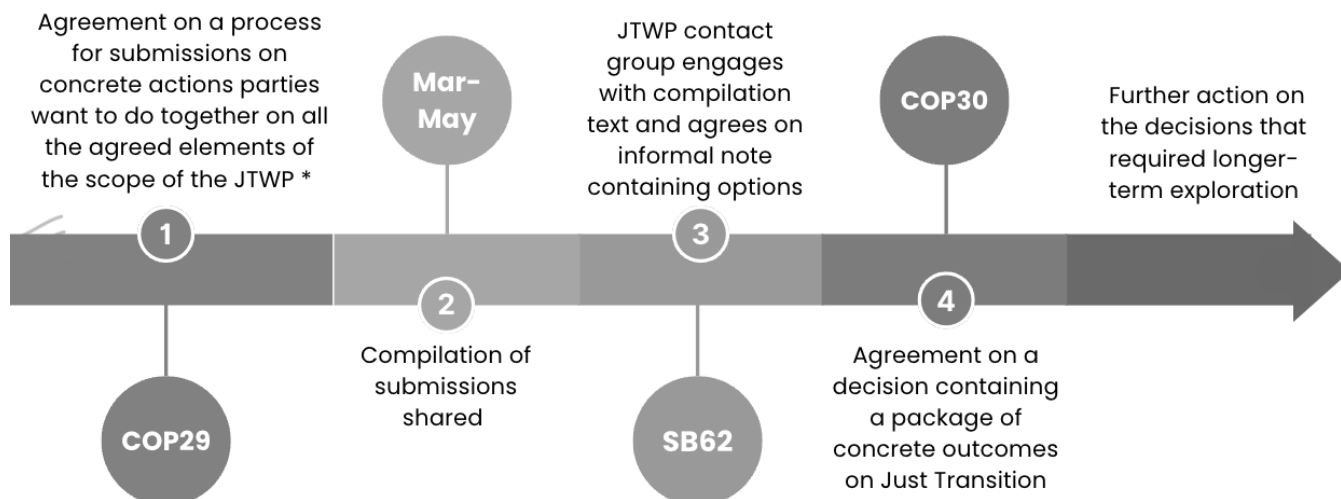 Agreement on a process
for submissions on
concrete actions parties
want to do together on all
the agreed elements of
the scope of the JTWP *
1
COP29
Mar-
May
2
Compilation of
submissions
shared
JTWP contact
group engages
with compilation
text and agrees on
informal note
containing options
3
SB62
COP30
4
Agreement on a
decision containing
a package of
concrete outcomes
on Just Transition
Further action on
the decisions that
required longer-
term exploration